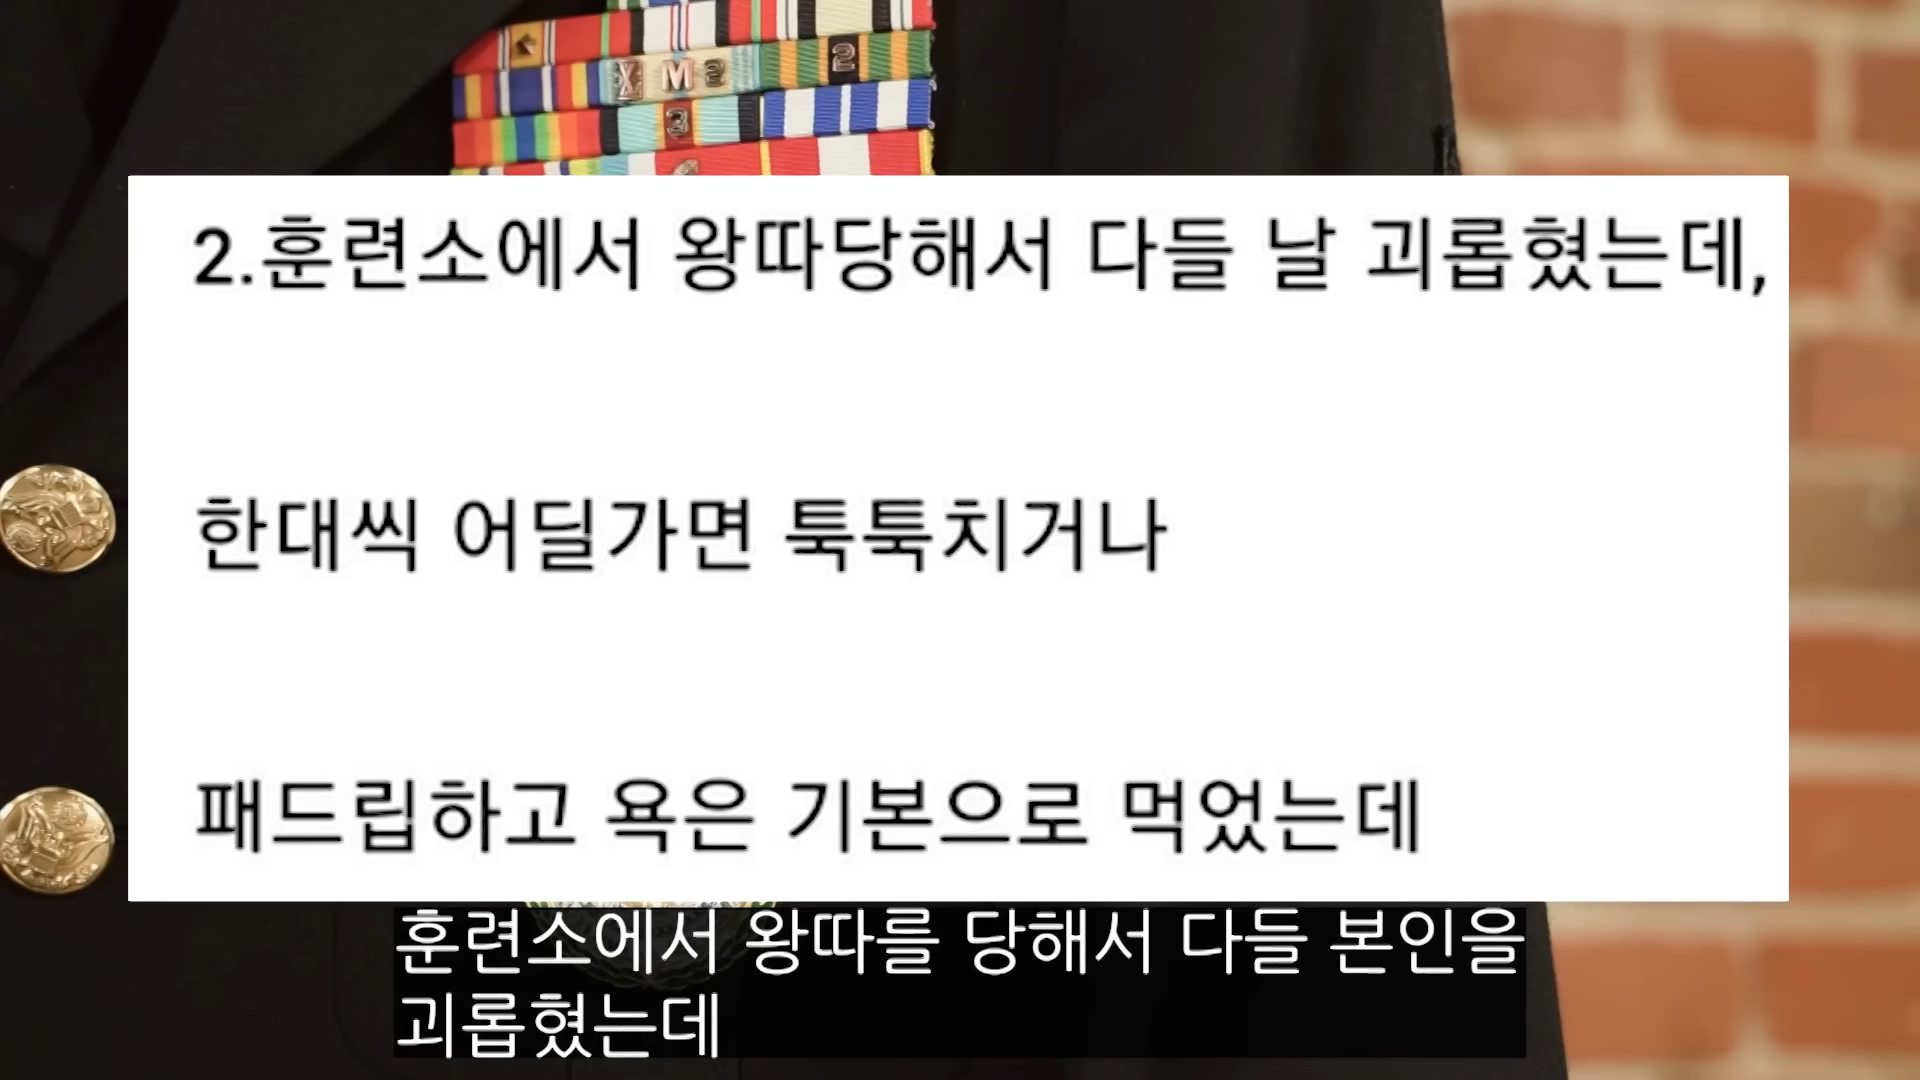 X M 2
2
3
2.훈련소에서 왕따당해서 다들 날 괴롭혔는데,
한대씩 어딜가면 툭툭치거나
패드립하고 욕은 기본으로 먹었는데
훈련소에서 왕따를 당해서 다들 본인을
괴롭혔는데